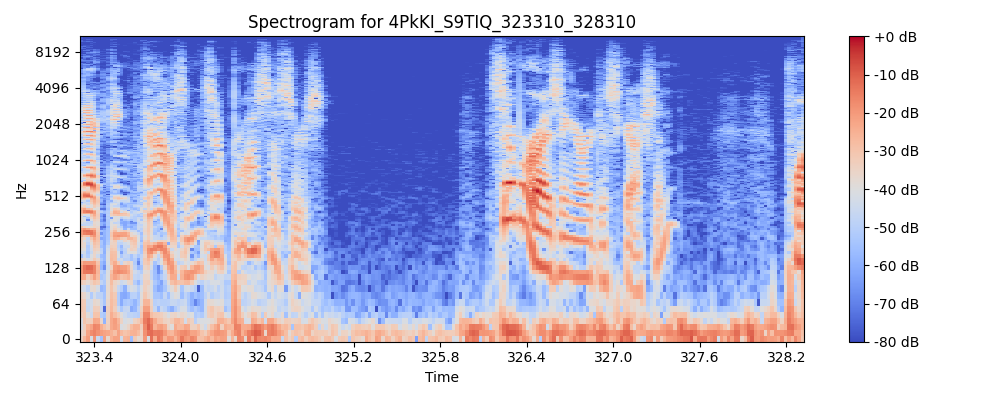 Spectrogram for 4PkKI_S9TIQ_323310_328310
8192
4096
2048
1024
512
256
128
64
0
Hz
323.4 324.0 324.6 325.2 325.8 326.4 327.0 327.6 328.2
Time
+0 dB
-10 dB
-20 dB
-30 dB
-40 dB
-50 dB
-60 dB
-70 dB
-80 dB